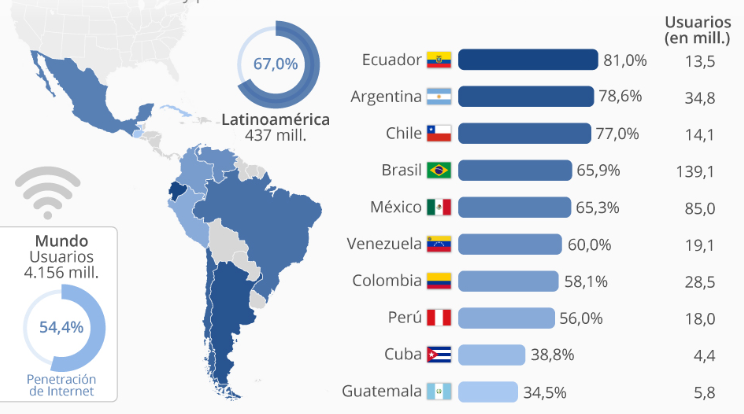 67,0%
Latinoamérica
437 mill.
Mundo
Usuarios
4.156 mill.
54,4%
Penetración
de Internet
Usuarios
(en mill.)
Ecuador 81,0% 13,5
Argentina 78,6% 34,8
Chile 77,0% 14,1
Brasil 65,9% 139,1
México 65,3% 85,0
Venezuela 60,0% 19,1
Colombia 58,1% 28,5
Perú 56,0% 18,0
Cuba 38,8% 4,4
Guatemala 34,5% 5,8